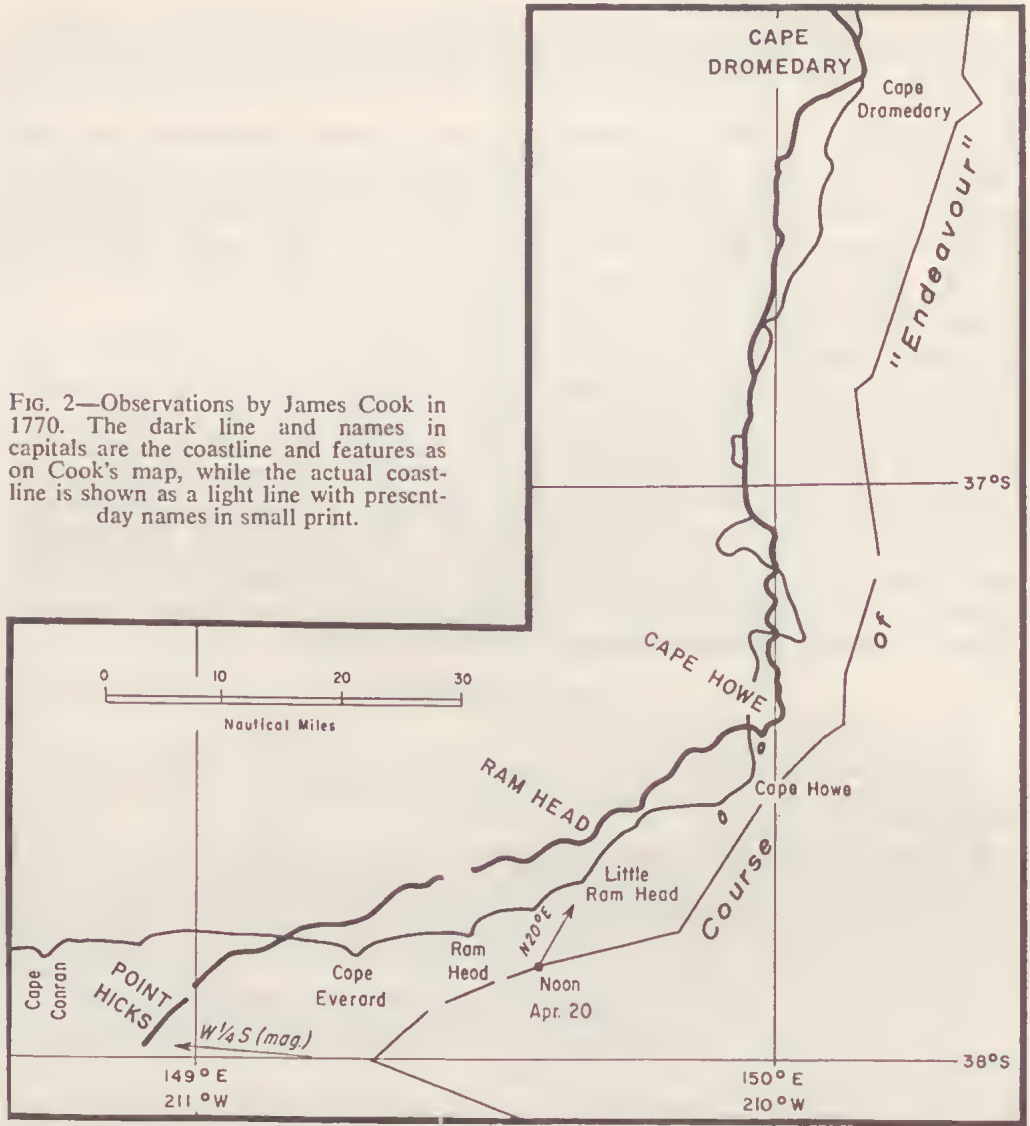 CAPE
DROMEDARY
Cape
Dramedary
"Endeavour"
FIG. 2—Observations by James Cook in
1770. The dark line and names in
capitals are the coastline and features as
on Cook's map, while the actual coast-
line is shown as a light line with present-
day names in small print.
37°S
of
CAPE HOWE
0 10 20 30
Nautical Miles
RAM HEAD
Cape Howe
Course
Little
Ram Head
N20°E
Ram
Head
Cape
Everard
Noon
Apr. 20
Cape
Conran
POINT
HICKS
W¼S (mag.)
38°S
149°E
211°W
150°E
210°W